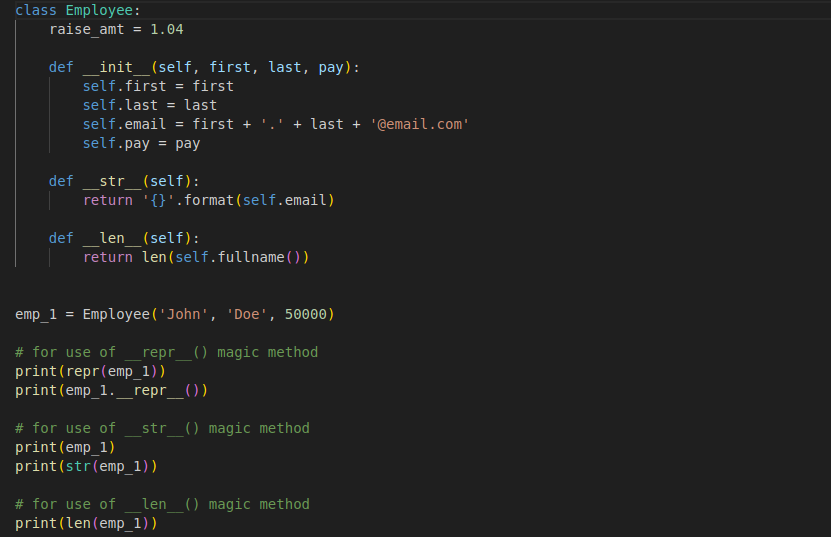 class Employee:
    raise_amt = 1.04

    def __init__(self, first, last, pay):
        self.first = first
        self.last = last
        self.email = first + '.' + last + '@email.com'
        self.pay = pay

    def __str__(self):
        return '{}'.format(self.email)

    def __len__(self):
        return len(self.fullname())


emp_1 = Employee('John', 'Doe', 50000)

# for use of __repr__() magic method
print(repr(emp_1))
print(emp_1.__repr__())

# for use of __str__() magic method
print(emp_1)
print(str(emp_1))

# for use of __len__() magic method
print(len(emp_1))